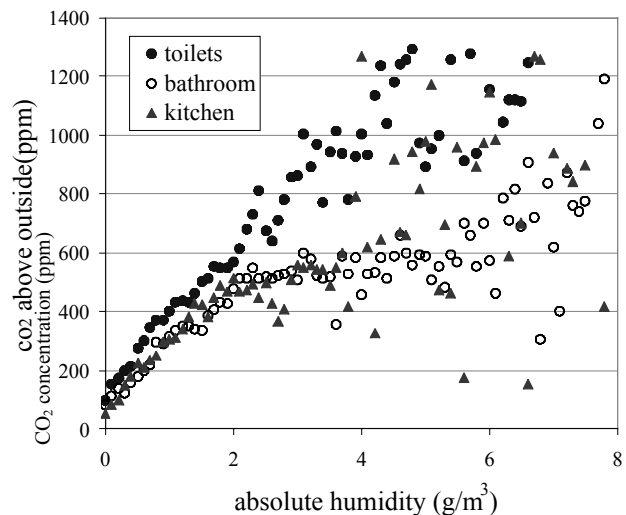 1400
1200
1000
800
600
400
200
0
co2 above outside(ppm)
CO₂ concentration (ppm)
toilets
bathroom
kitchen
0 2 4 6 8
absolute humidity (g/m³)